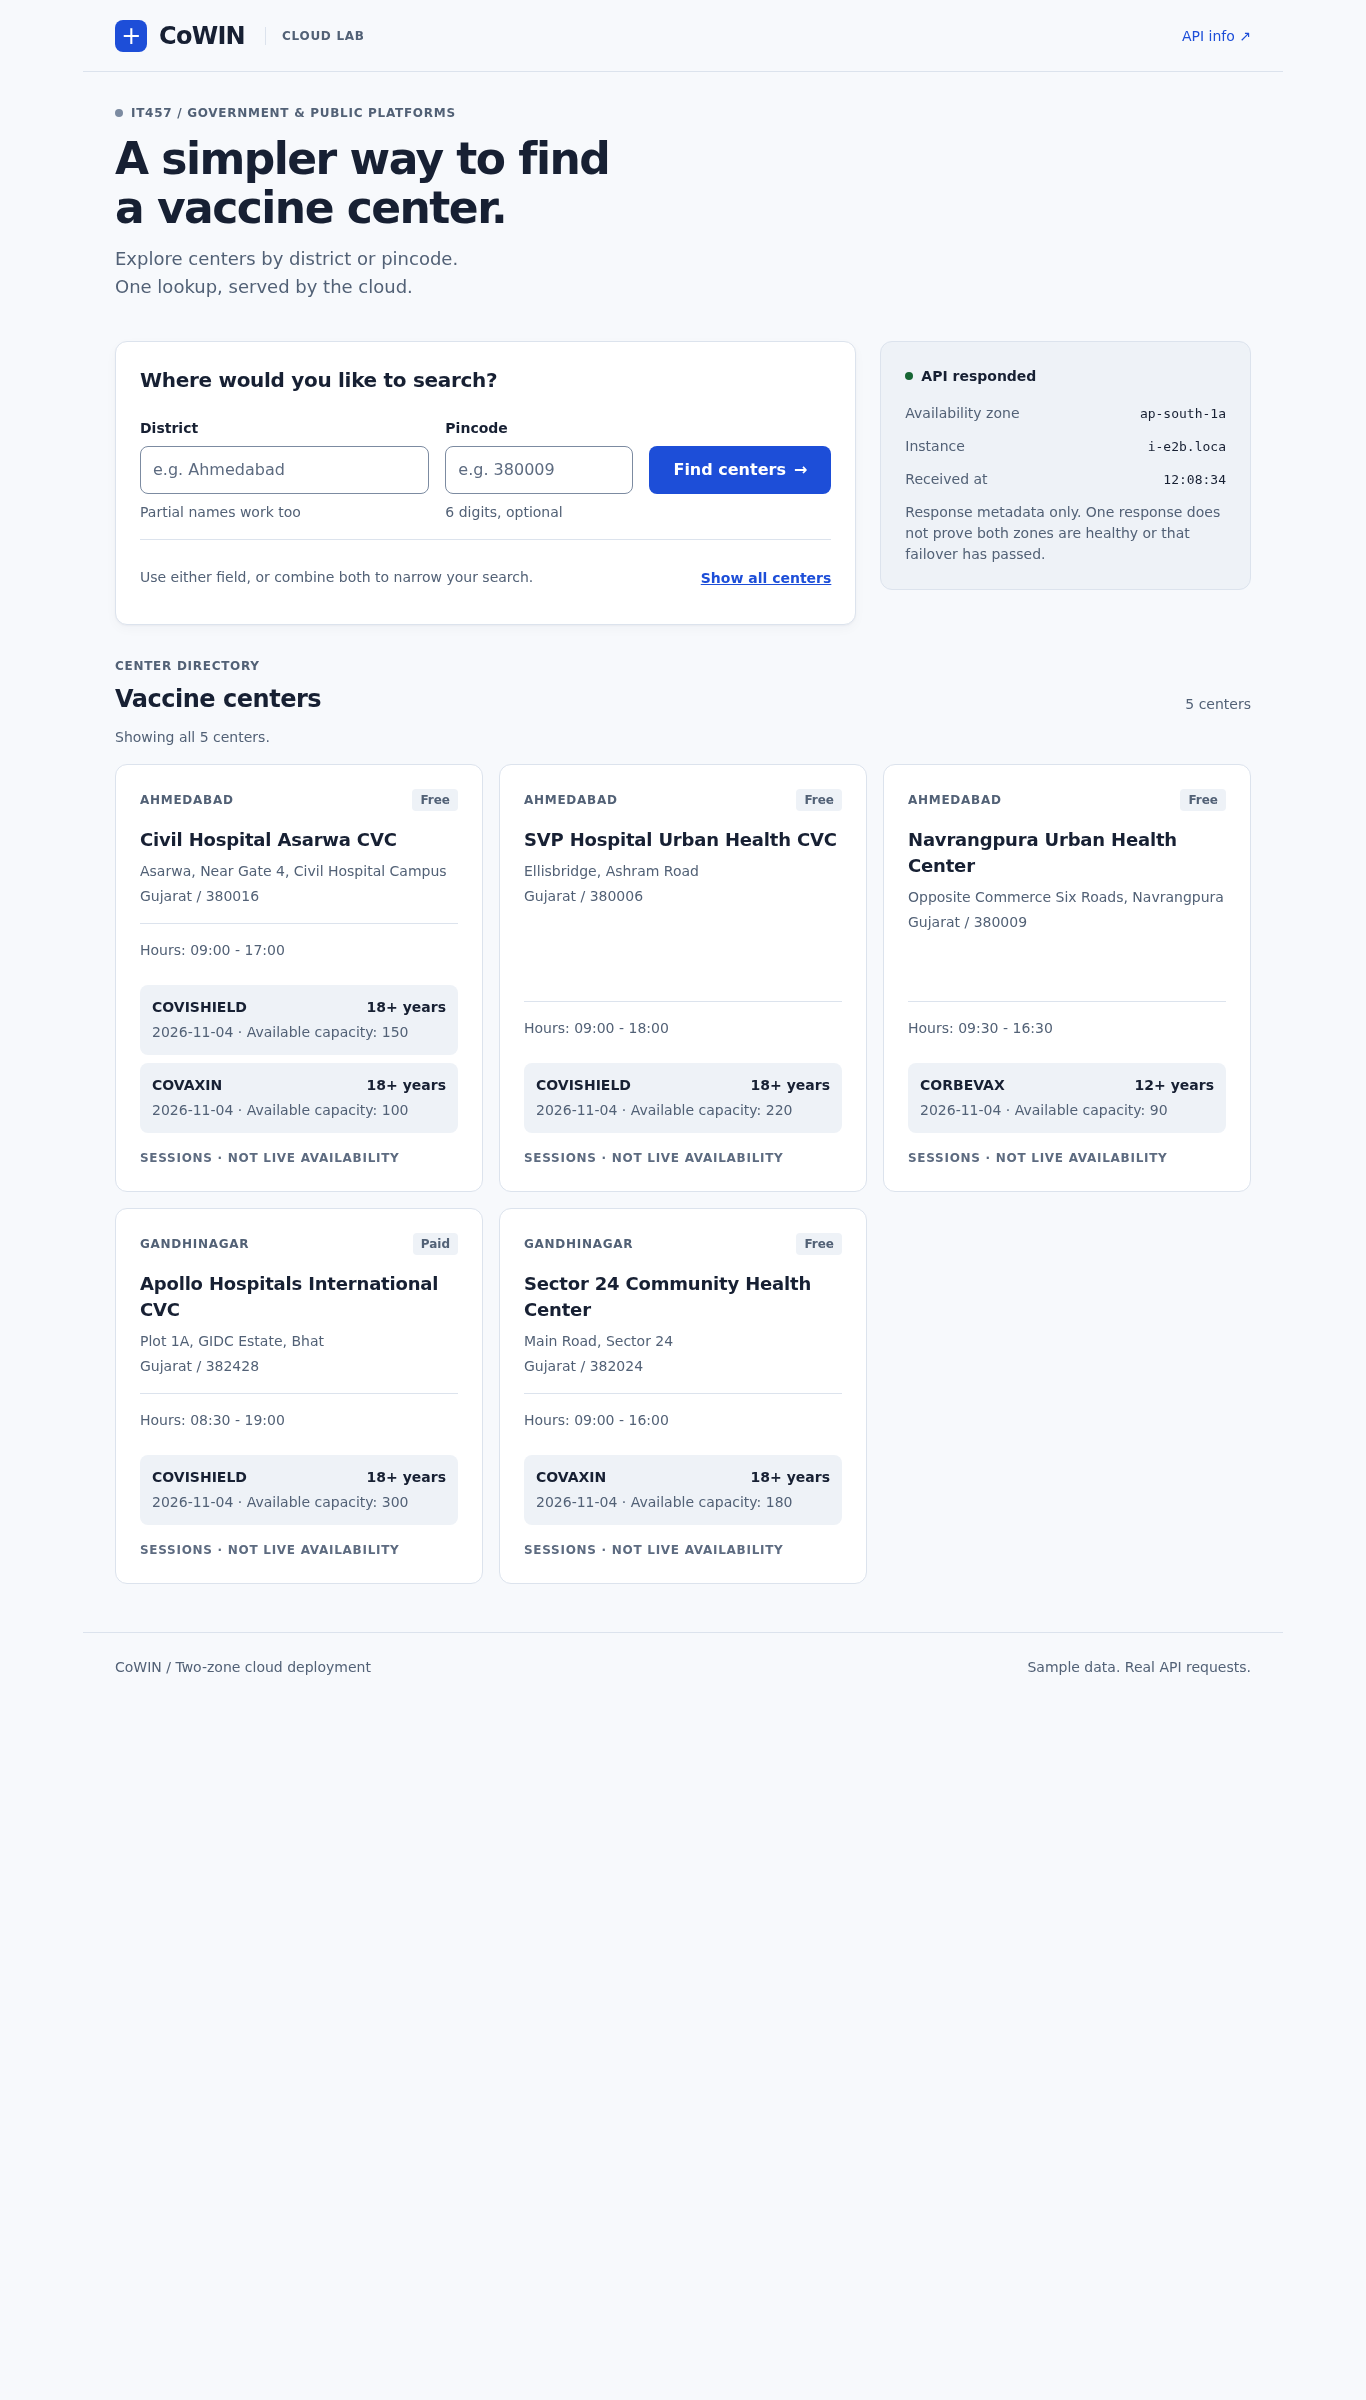 + CoWIN CLOUD LAB API info ↗
IT457 / GOVERNMENT & PUBLIC PLATFORMS
A simpler way to find
a vaccine center.
Explore centers by district or pincode.
One lookup, served by the cloud.
Where would you like to search?
District Pincode
e.g. Ahmedabad e.g. 380009 Find centers →
Partial names work too 6 digits, optional
Use either field, or combine both to narrow your search. Show all centers
API responded
Availability zone ap-south-1a
Instance i-e2b.loca
Received at 12:08:34
Response metadata only. One response does
not prove both zones are healthy or that
failover has passed.
CENTER DIRECTORY
Vaccine centers 5 centers
Showing all 5 centers.
AHMEDABAD Free
Civil Hospital Asarwa CVC
Asarwa, Near Gate 4, Civil Hospital Campus
Gujarat / 380016
Hours: 09:00 - 17:00
COVISHIELD 18+ years
2026-11-04 · Available capacity: 150
COVAXIN 18+ years
2026-11-04 · Available capacity: 100
SESSIONS · NOT LIVE AVAILABILITY
AHMEDABAD Free
SVP Hospital Urban Health CVC
Ellisbridge, Ashram Road
Gujarat / 380006
Hours: 09:00 - 18:00
COVISHIELD 18+ years
2026-11-04 · Available capacity: 220
SESSIONS · NOT LIVE AVAILABILITY
AHMEDABAD Free
Navrangpura Urban Health
Center
Opposite Commerce Six Roads, Navrangpura
Gujarat / 380009
Hours: 09:30 - 16:30
CORBEVAX 12+ years
2026-11-04 · Available capacity: 90
SESSIONS · NOT LIVE AVAILABILITY
GANDHINAGAR Paid
Apollo Hospitals International
CVC
Plot 1A, GIDC Estate, Bhat
Gujarat / 382428
Hours: 08:30 - 19:00
COVISHIELD 18+ years
2026-11-04 · Available capacity: 300
SESSIONS · NOT LIVE AVAILABILITY
GANDHINAGAR Free
Sector 24 Community Health
Center
Main Road, Sector 24
Gujarat / 382024
Hours: 09:00 - 16:00
COVAXIN 18+ years
2026-11-04 · Available capacity: 180
SESSIONS · NOT LIVE AVAILABILITY
CoWIN / Two-zone cloud deployment Sample data. Real API requests.